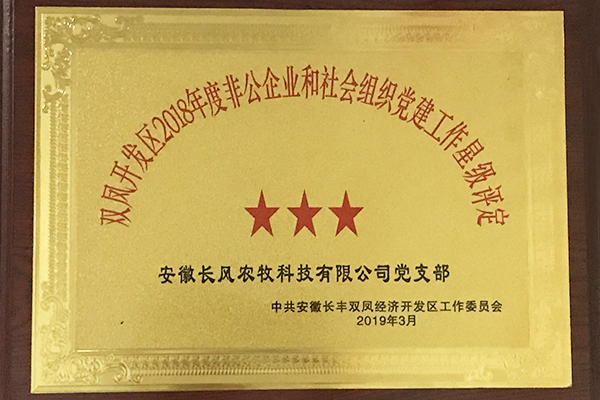 双凤开发区2018年度非公企业和社会组织党建工作星级评定
安徽长风农牧科技有限公司党支部
中共安徽长丰双凤经济开发区工作委员会
2019年3月